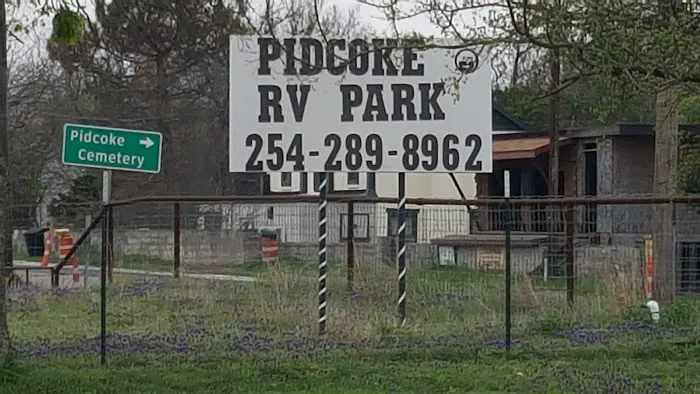 PIDCOKE
RV PARK
254-289-8962
Pidcoke
Cemetery